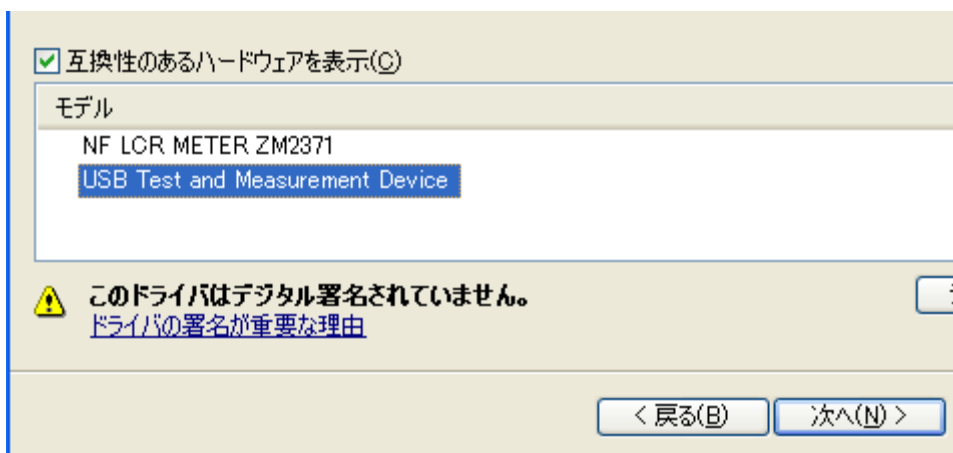 互換性のあるハードウェアを表示(C)
モデル
NF LCR METER ZM2371
USB Test and Measurement Device
このドライバはデジタル署名されていません。
ドライバの署名が重要な理由
< 戻る(B)
次へ(N) >